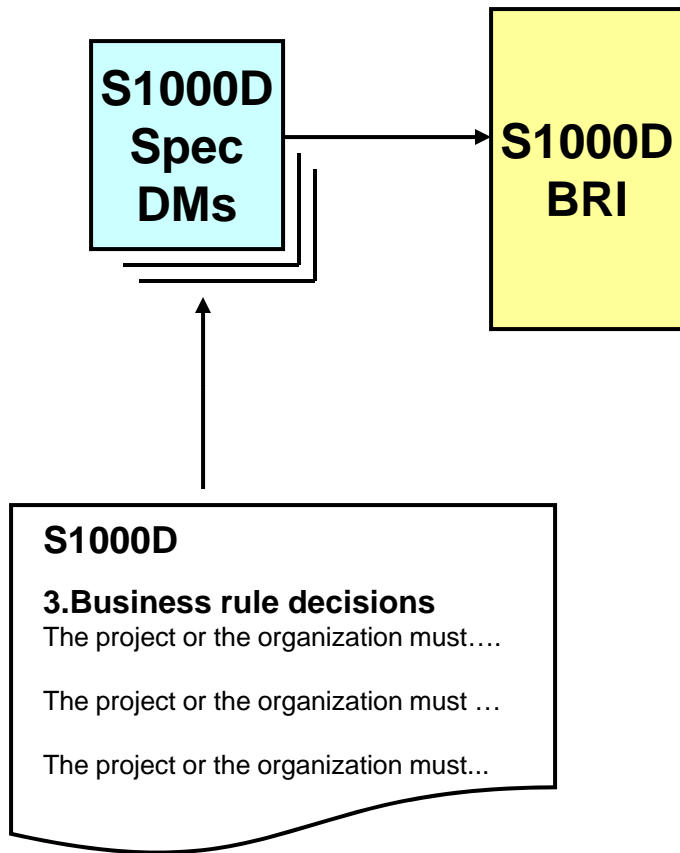 S1000D
Spec
DMs
S1000D
BRI
S1000D
3.Business rule decisions
The project or the organization must….
The project or the organization must …
The project or the organization must...